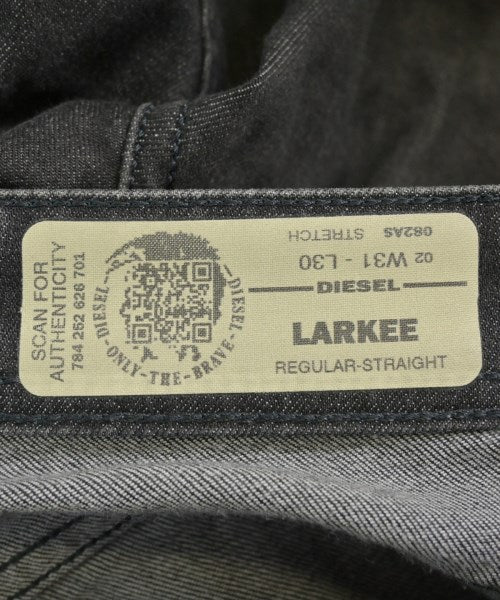 SCAN FOR
AUTHENTICITY
784 252 626 701
DIESEL
DIESEL
ONLY-THE-BRAVE
082AS STRETCH
02 W31 - L30
DIESEL
LARKEE
REGULAR-STRAIGHT